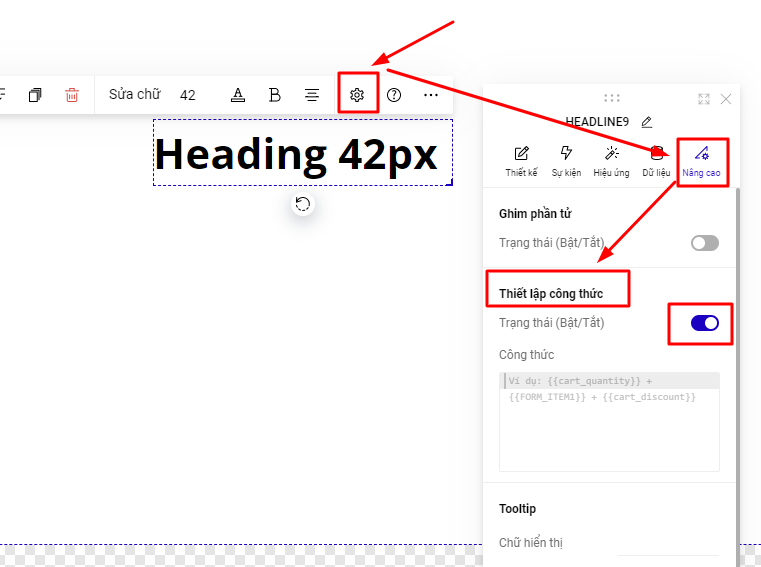 Sửa chữ 42
Heading 42px
HEADLINE9
Thiết kế Sự kiện Hiệu ứng Dữ liệu Nâng cao
Ghim phần tử
Trạng thái (Bật/Tắt)
Thiết lập công thức
Trạng thái (Bật/Tắt)
Công thức
Ví dụ: {{cart_quantity}} +
{{FORM_ITEM1}} + {{cart_discount}}
Tooltip
Chữ hiển thị